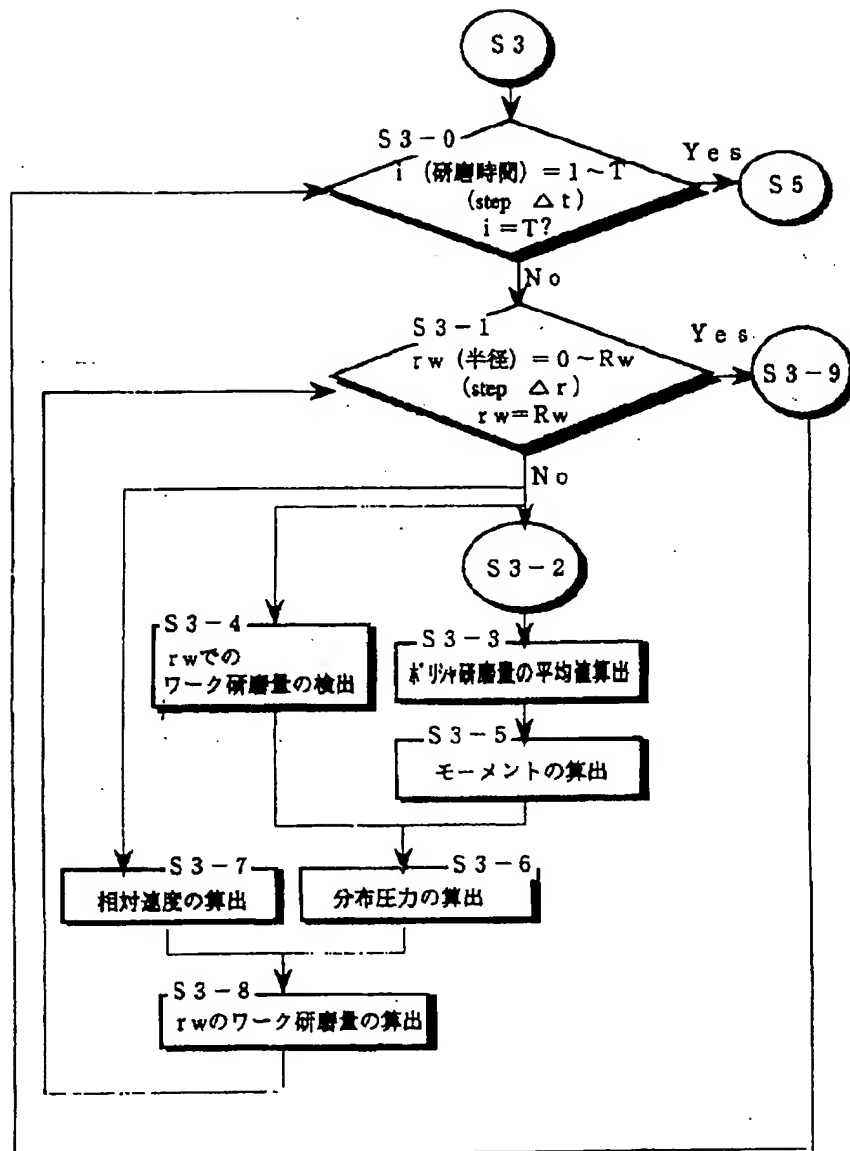 S3
S3-0
i (研磨時間)=1~T
(step △t)
i=T?
Yes
S5
No
S3-1
rw (半径)=0~Rw
(step △r)
rw=Rw
Yes
S3-9
No
S3-2
S3-4
rwでの
ワーク研磨量の検出
S3-3
ポリシャ研磨量の平均値算出
S3-5
モーメントの算出
S3-7
相対速度の算出
S3-6
分布圧力の算出
S3-8
rwのワーク研磨量の算出